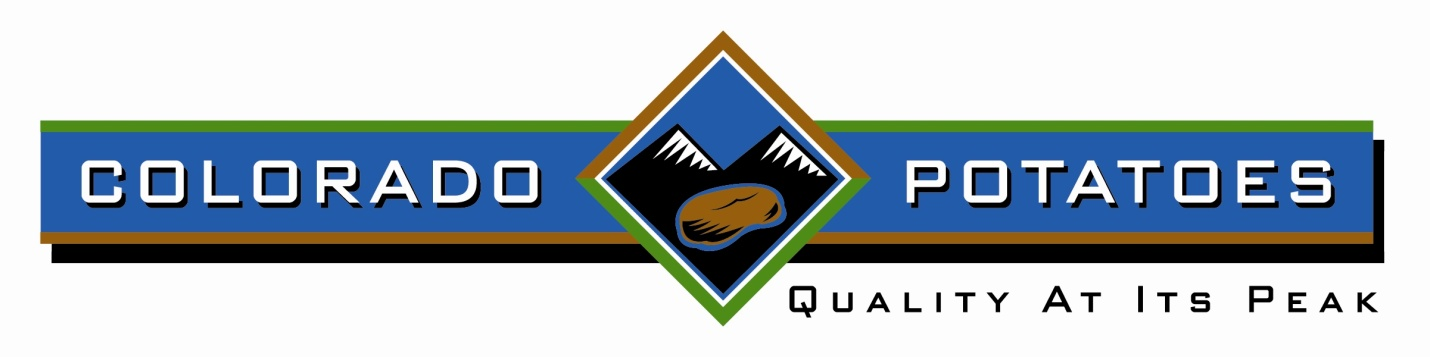 COLORADO POTATOES
QUALITY AT ITS PEAK